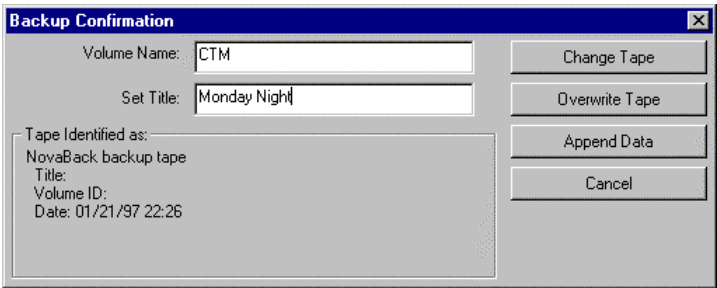 Backup Confirmation
Volume Name: CTM
Change Tape
Set Title: Monday Night
Overwrite Tape
Tape Identified as:
NovaBack backup tape
Title:
Volume ID:
Date: 01/21/97 22:26
Append Data
Cancel